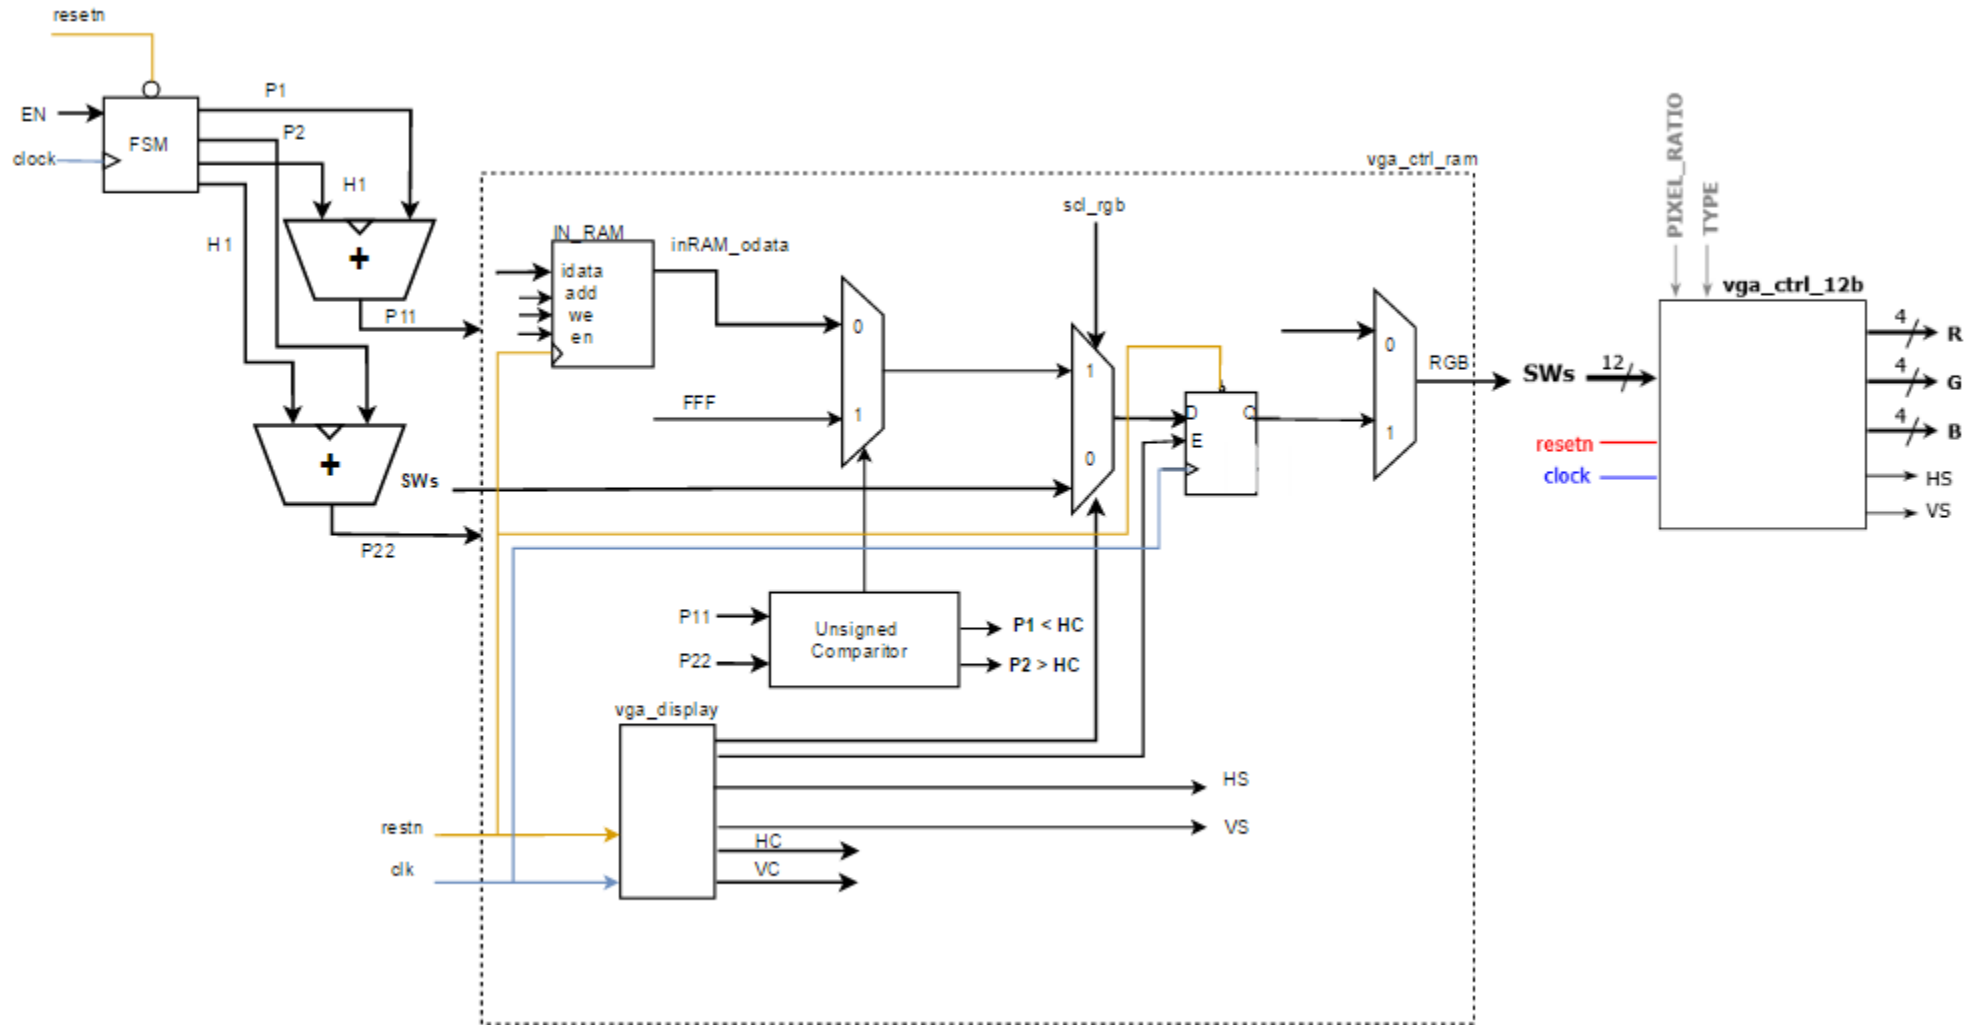 resetn
EN
clock
FSM
P1
P2
H1
H1
+
P11
+
P22
SWs
vga_ctrl_ram
IN_RAM
idata
add
we
en
inRAM_odata
FFF
0
1
scl_rgb
1
0
D
Q
E
0
1
RGB
P11
P22
Unsigned
Comparitor
P1 < HC
P2 > HC
vga_display
HS
VS
HC
VC
restn
clk
PIXEL_RATIO
TYPE
vga_ctrl_12b
SWs
12
resetn
clock
4
R
4
G
4
B
HS
VS